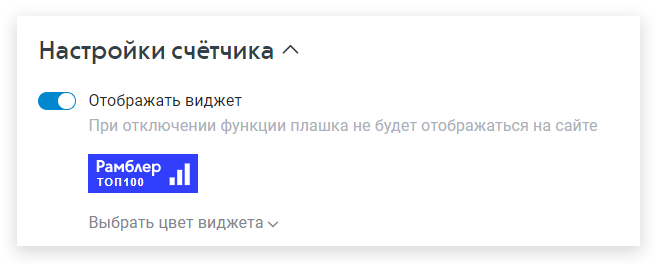 Настройки счётчика
Отображать виджет
При отключении функции плашка не будет отображаться на сайте
Рамблер
ТОП100
Выбрать цвет виджета